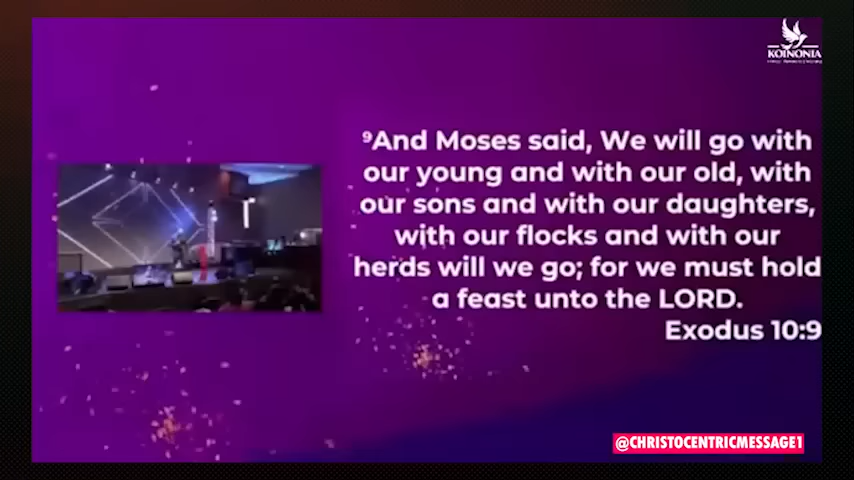 KOINONIA
⁹And Moses said, We will go with
our young and with our old, with
our sons and with our daughters,
with our flocks and with our
herds will we go; for we must hold
a feast unto the LORD.
Exodus 10:9
@CHRISTOCENTRICMESSAGE1